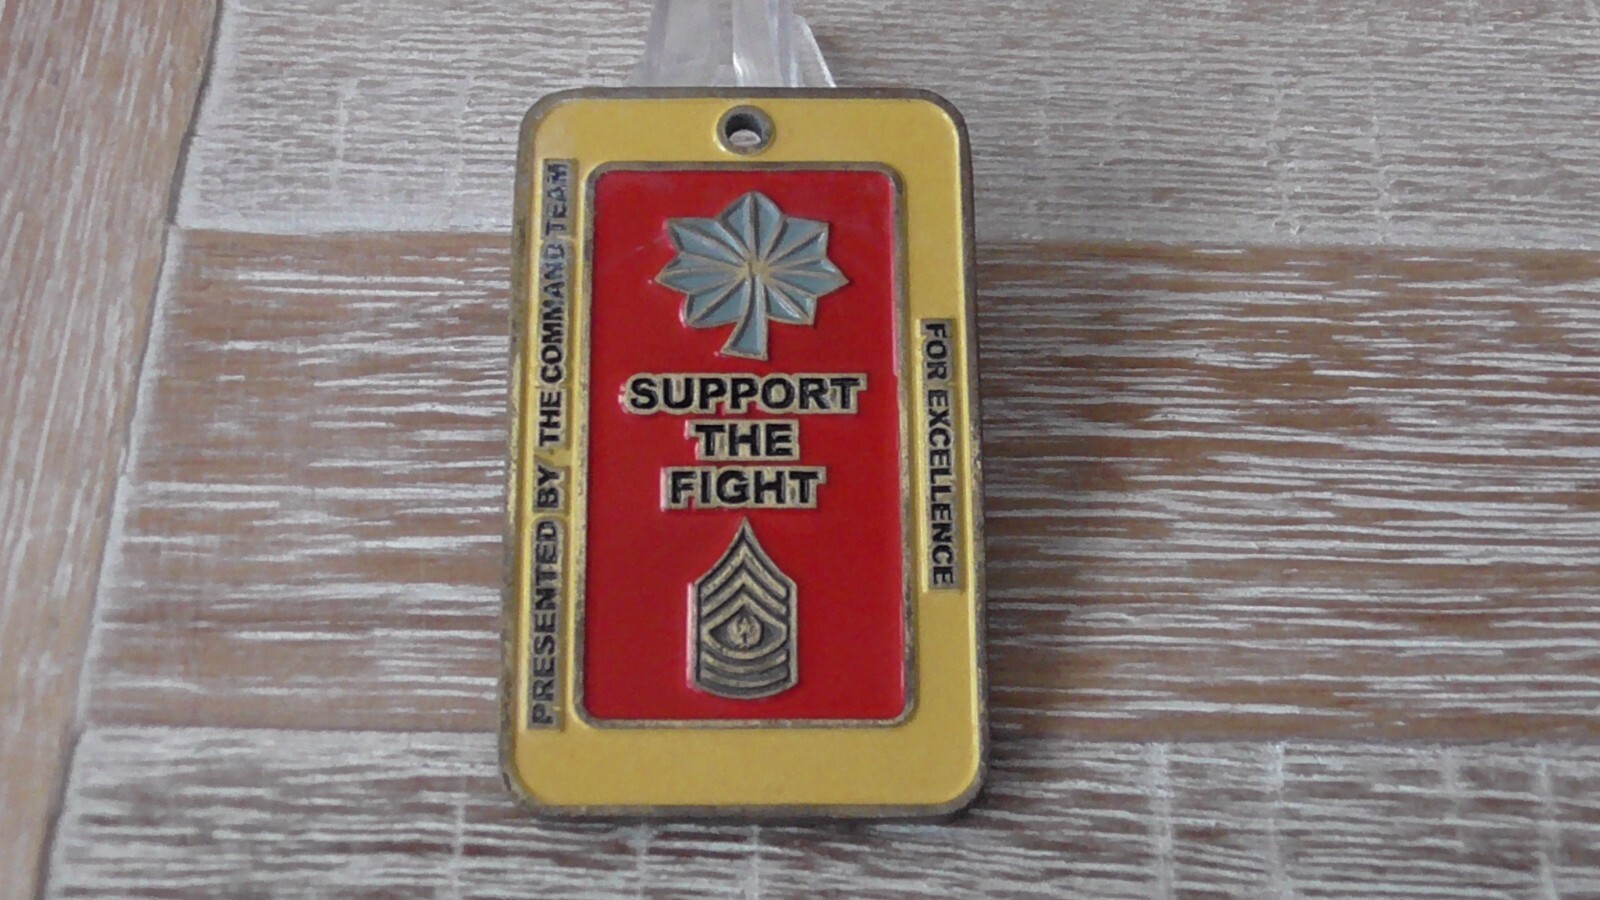 PRESENTED BY THE COMMAND TEAM
SUPPORT
THE
FIGHT
FOR EXCELLENCE